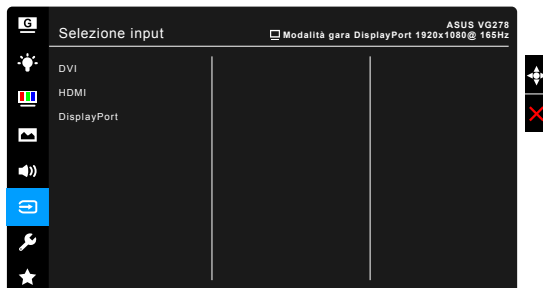 G
Selezione input
ASUS VG278
Modalità gara DisplayPort 1920x1080@ 165Hz
DVI
HDMI
DisplayPort